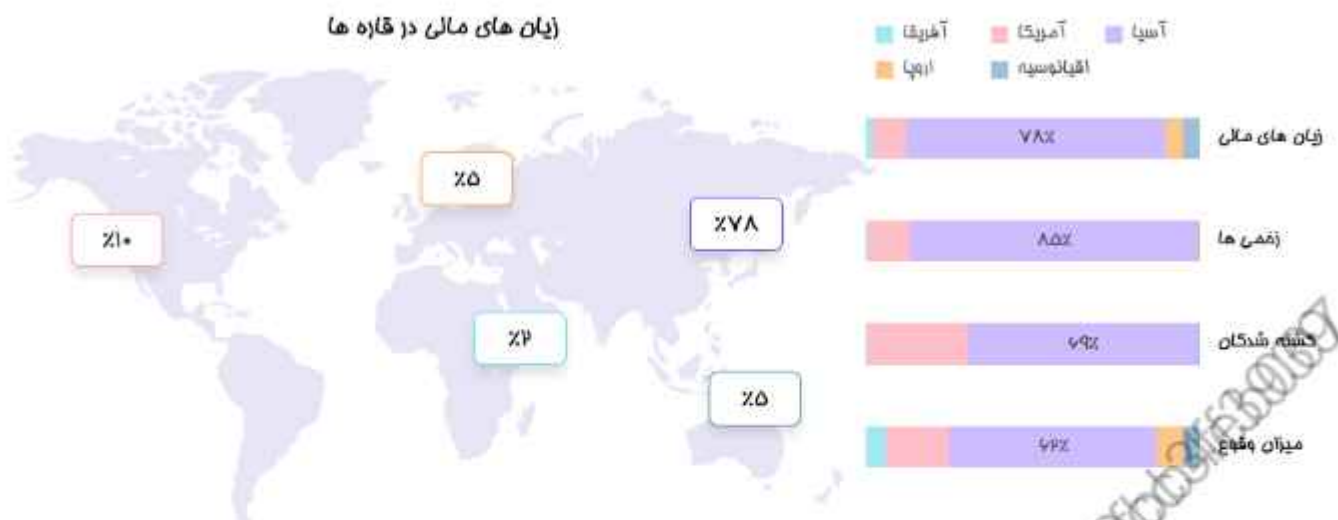 زیان های مالی در قاره ها
آسیا
آمریکا
آفریقا
اقیانوسیه
اروپا
زیان های مالی
۷۸٪
زخمی ها
۸۵٪
کشته شدگان
۶۹٪
میزان وقوع
۶۲٪
٪۵
٪۷۸
٪۱۰
٪۲
٪۵